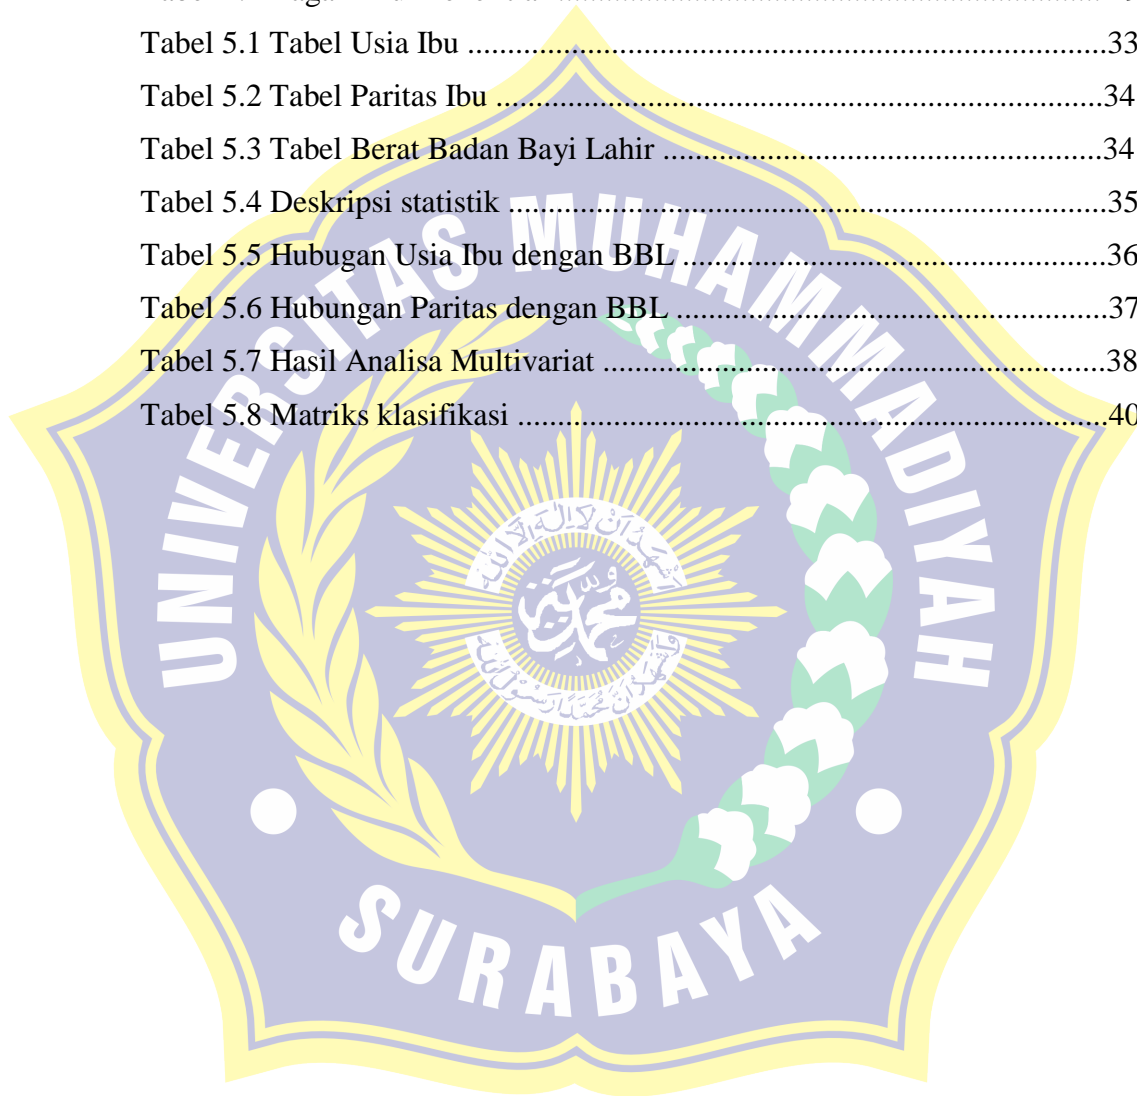 Tabel 5.1 Tabel Usia Ibu ................................................................................33
Tabel 5.2 Tabel Paritas Ibu ............................................................................34
Tabel 5.3 Tabel Berat Badan Bayi Lahir .......................................................34
Tabel 5.4 Deskripsi statistik ...........................................................................35
Tabel 5.5 Hubugan Usia Ibu dengan BBL .....................................................36
Tabel 5.6 Hubungan Paritas dengan BBL ......................................................37
Tabel 5.7 Hasil Analisa Multivariat ...............................................................38
Tabel 5.8 Matriks klasifikasi ..........................................................................40
UNIVERSITAS MUHAMMADIYAH
SURABAYA